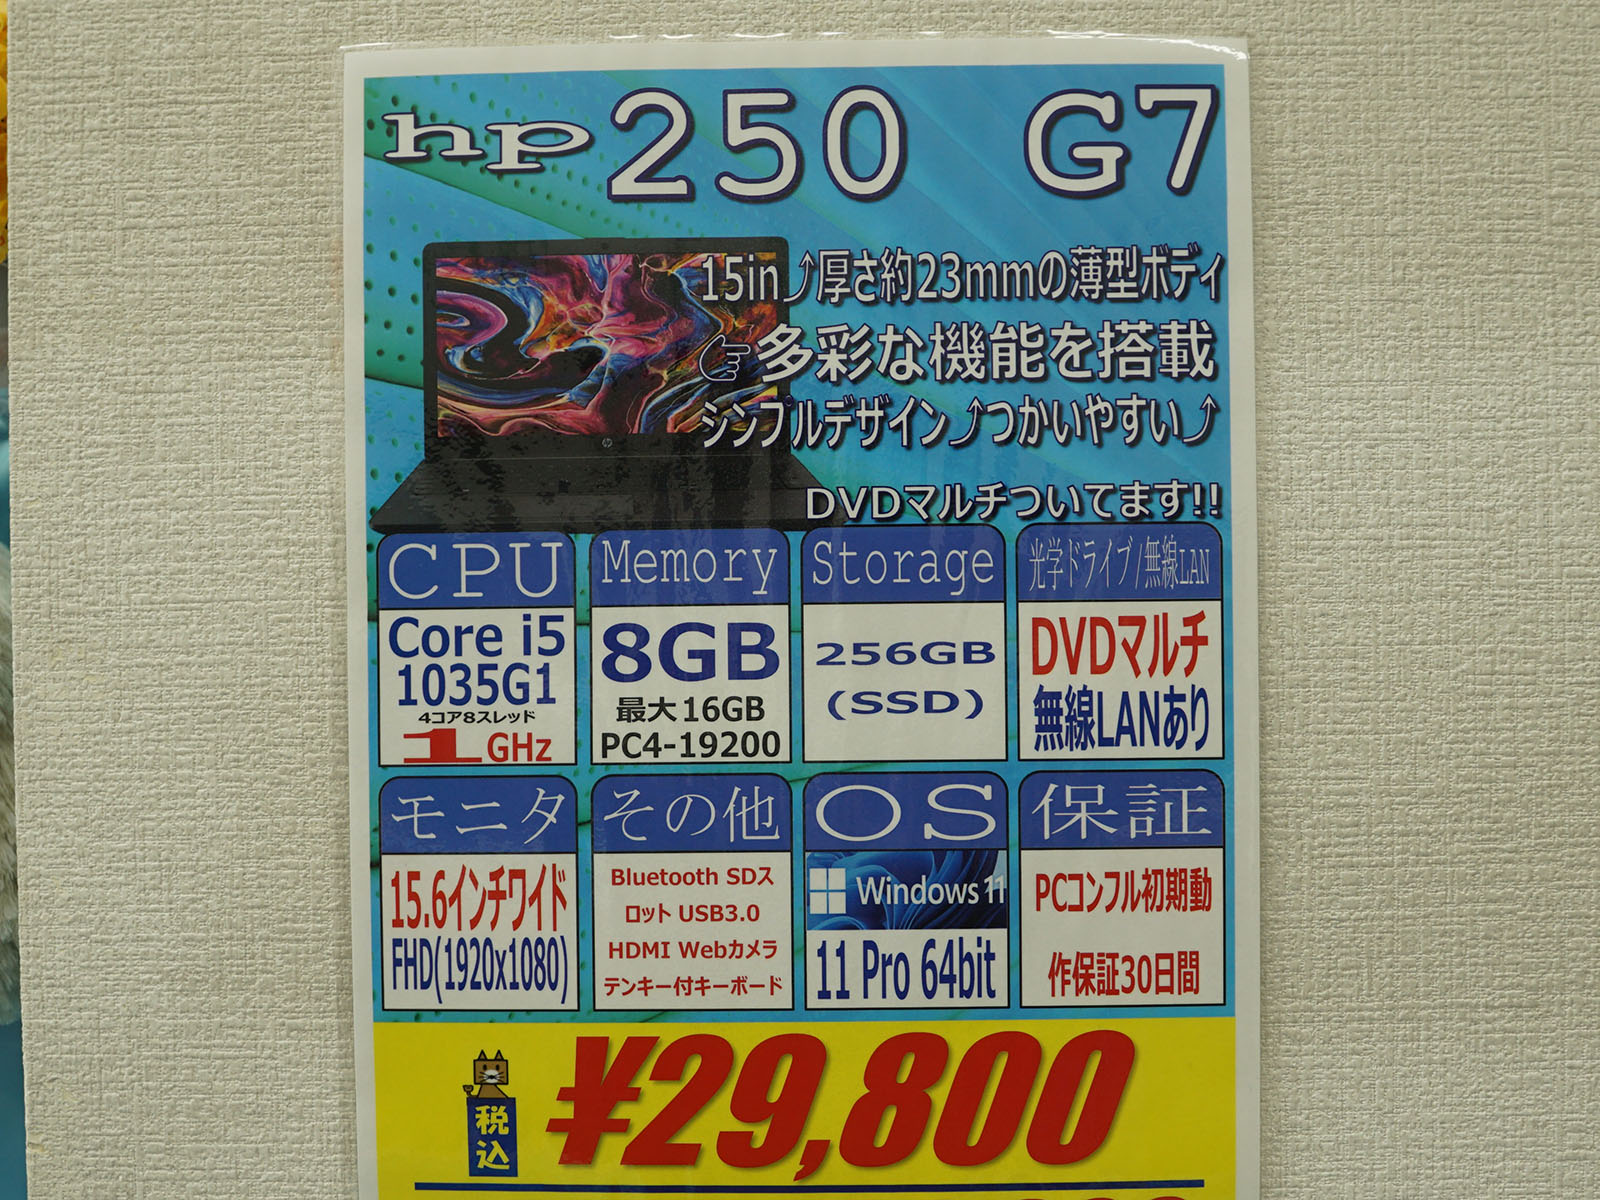 hp 250 G7
15in⤴厚さ約23mmの薄型ボディ
☞多彩な機能を搭載
シンプルデザイン⤴つかいやすい⤴
DVDマルチついてます!!
CPU
Core i5
1035G1
4コア8スレッド
1GHz
Memory
8GB
最大16GB
PC4-19200
Storage
256GB
(SSD)
光学ドライブ/無線LAN
DVDマルチ
無線LANあり
モニタ
15.6インチワイド
FHD(1920x1080)
その他
Bluetooth SDス
ロット USB3.0
HDMI Webカメラ
テンキー付キーボード
OS
Windows 11
11 Pro 64bit
保証
PCコンフル初期動
作保証30日間
税込
¥29,800